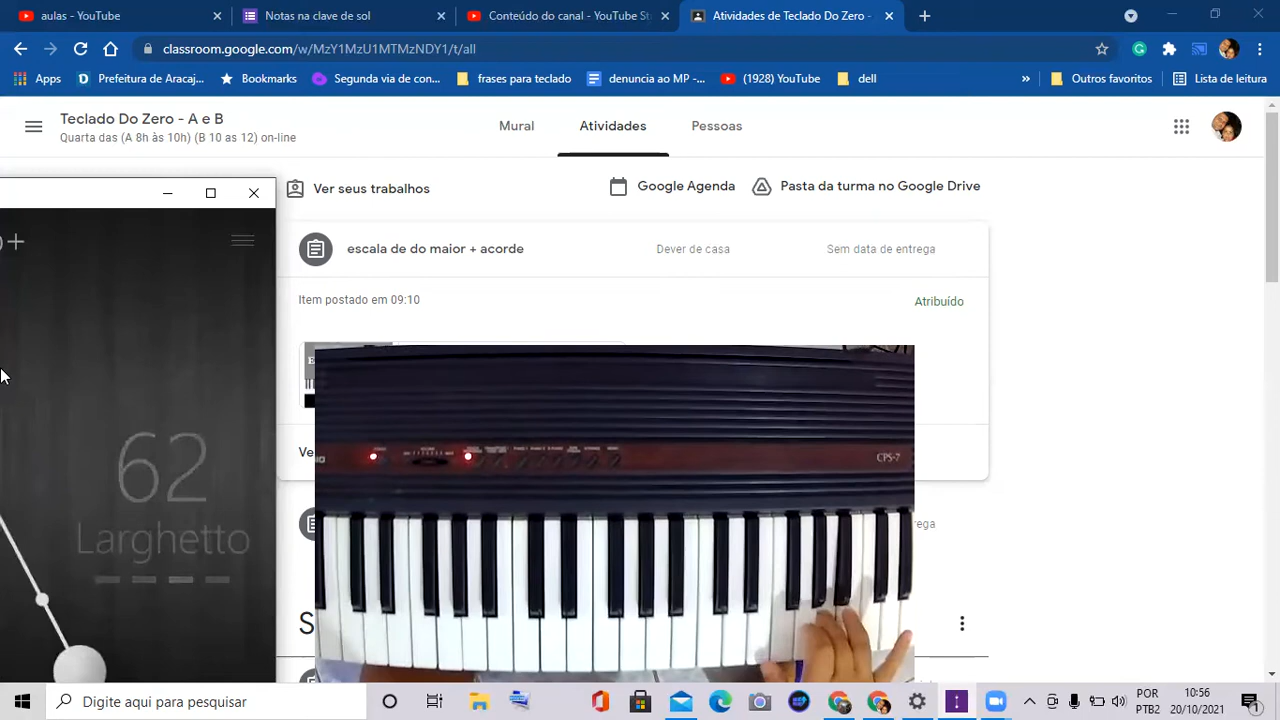 aulas - YouTube
Notas na clave de sol
Conteúdo do canal - YouTube St
Atividades de Teclado Do Zero -
classroom.google.com/w/MzY1MzU1MTMzNDY1/t/all
Apps
Prefeitura de Aracaj...
Bookmarks
Segunda via de con...
frases para teclado
denuncia ao MP -...
(1928) YouTube
dell
»
Outros favoritos
Lista de leitura
Teclado Do Zero - A e B
Quarta das (A 8h às 10h) (B 10 as 12) on-line
Mural
Atividades
Pessoas
Ver seus trabalhos
Google Agenda
Pasta da turma no Google Drive
escala de do maior + acorde
Dever de casa
Sem data de entrega
Item postado em 09:10
Atribuído
62
Larghetto
Ve
CPS-7
rega
S
Digite aqui para pesquisar
POR
PTB2
10:56
20/10/2021
1